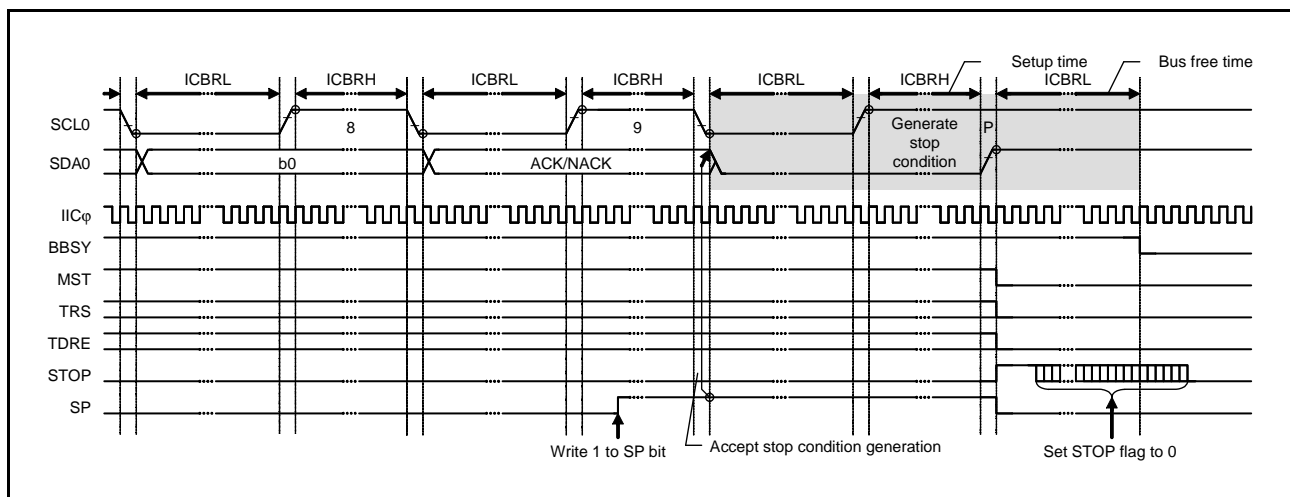 Setup time
Bus free time
ICBRL ICBRH ICBRL ICBRH ICBRL ICBRH ICBRL
SCL0
8
9
Generate
stop
condition
P
SDA0
b0
ACK/NACK
IICφ
BBSY
MST
TRS
TDRE
STOP
SP
Write 1 to SP bit
Accept stop condition generation
Set STOP flag to 0